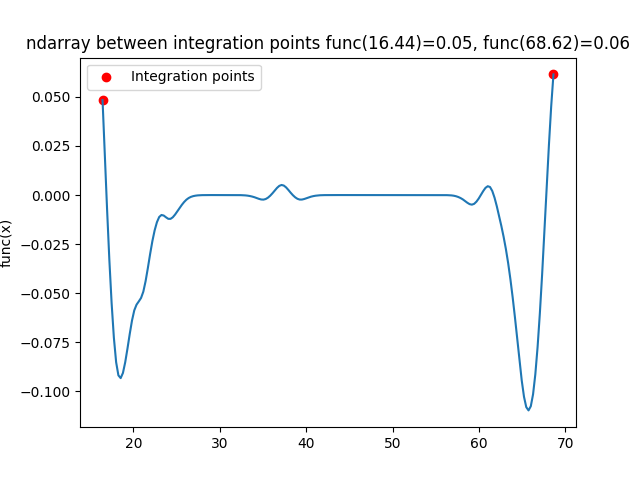 ndarray between integration points func(16.44)=0.05, func(68.62)=0.06
Integration points
0.050
0.025
0.000
−0.025
−0.050
−0.075
−0.100
func(x)
20 30 40 50 60 70